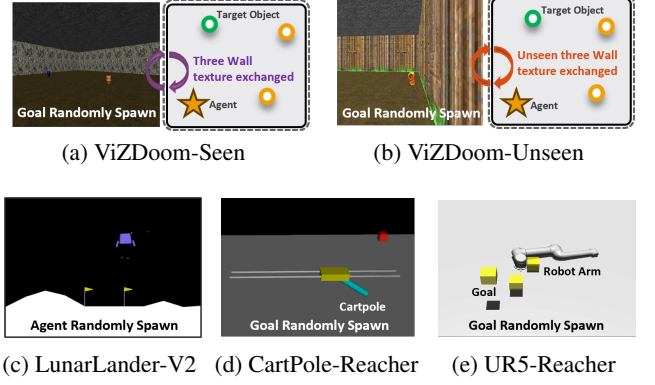 Target Object
Three Wall
texture exchanged
Agent
Goal Randomly Spawn
Target Object
Unseen three Wall
texture exchanged
Agent
Goal Randomly Spawn
(a) ViZDoom-Seen
(b) ViZDoom-Unseen
Agent Randomly Spawn
Cartpole
Goal Randomly Spawn
Robot Arm
Goal
Goal Randomly Spawn
(c) LunarLander-V2
(d) CartPole-Reacher
(e) UR5-Reacher